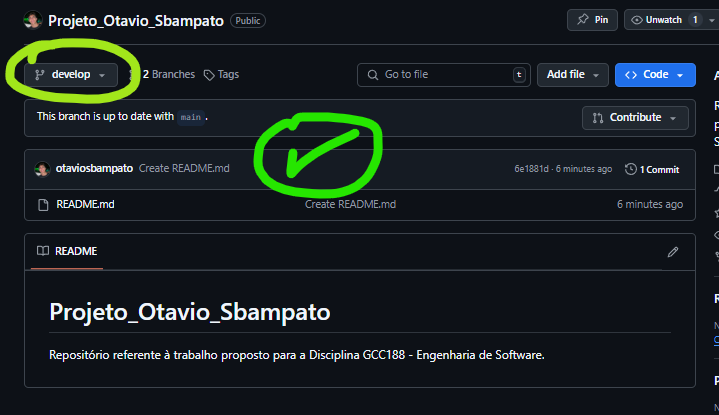 Projeto_Otavio_Sbampato Public Pin Unwatch 1
develop 2 Branches Tags Go to file t Add file Code
This branch is up to date with main . Contribute
otaviosbampato Create README.md 6e1881d · 6 minutes ago 1 Commit
README.md Create README.md 6 minutes ago
README
Projeto_Otavio_Sbampato
Repositório referente à trabalho proposto para a Disciplina GCC188 - Engenharia de Software.